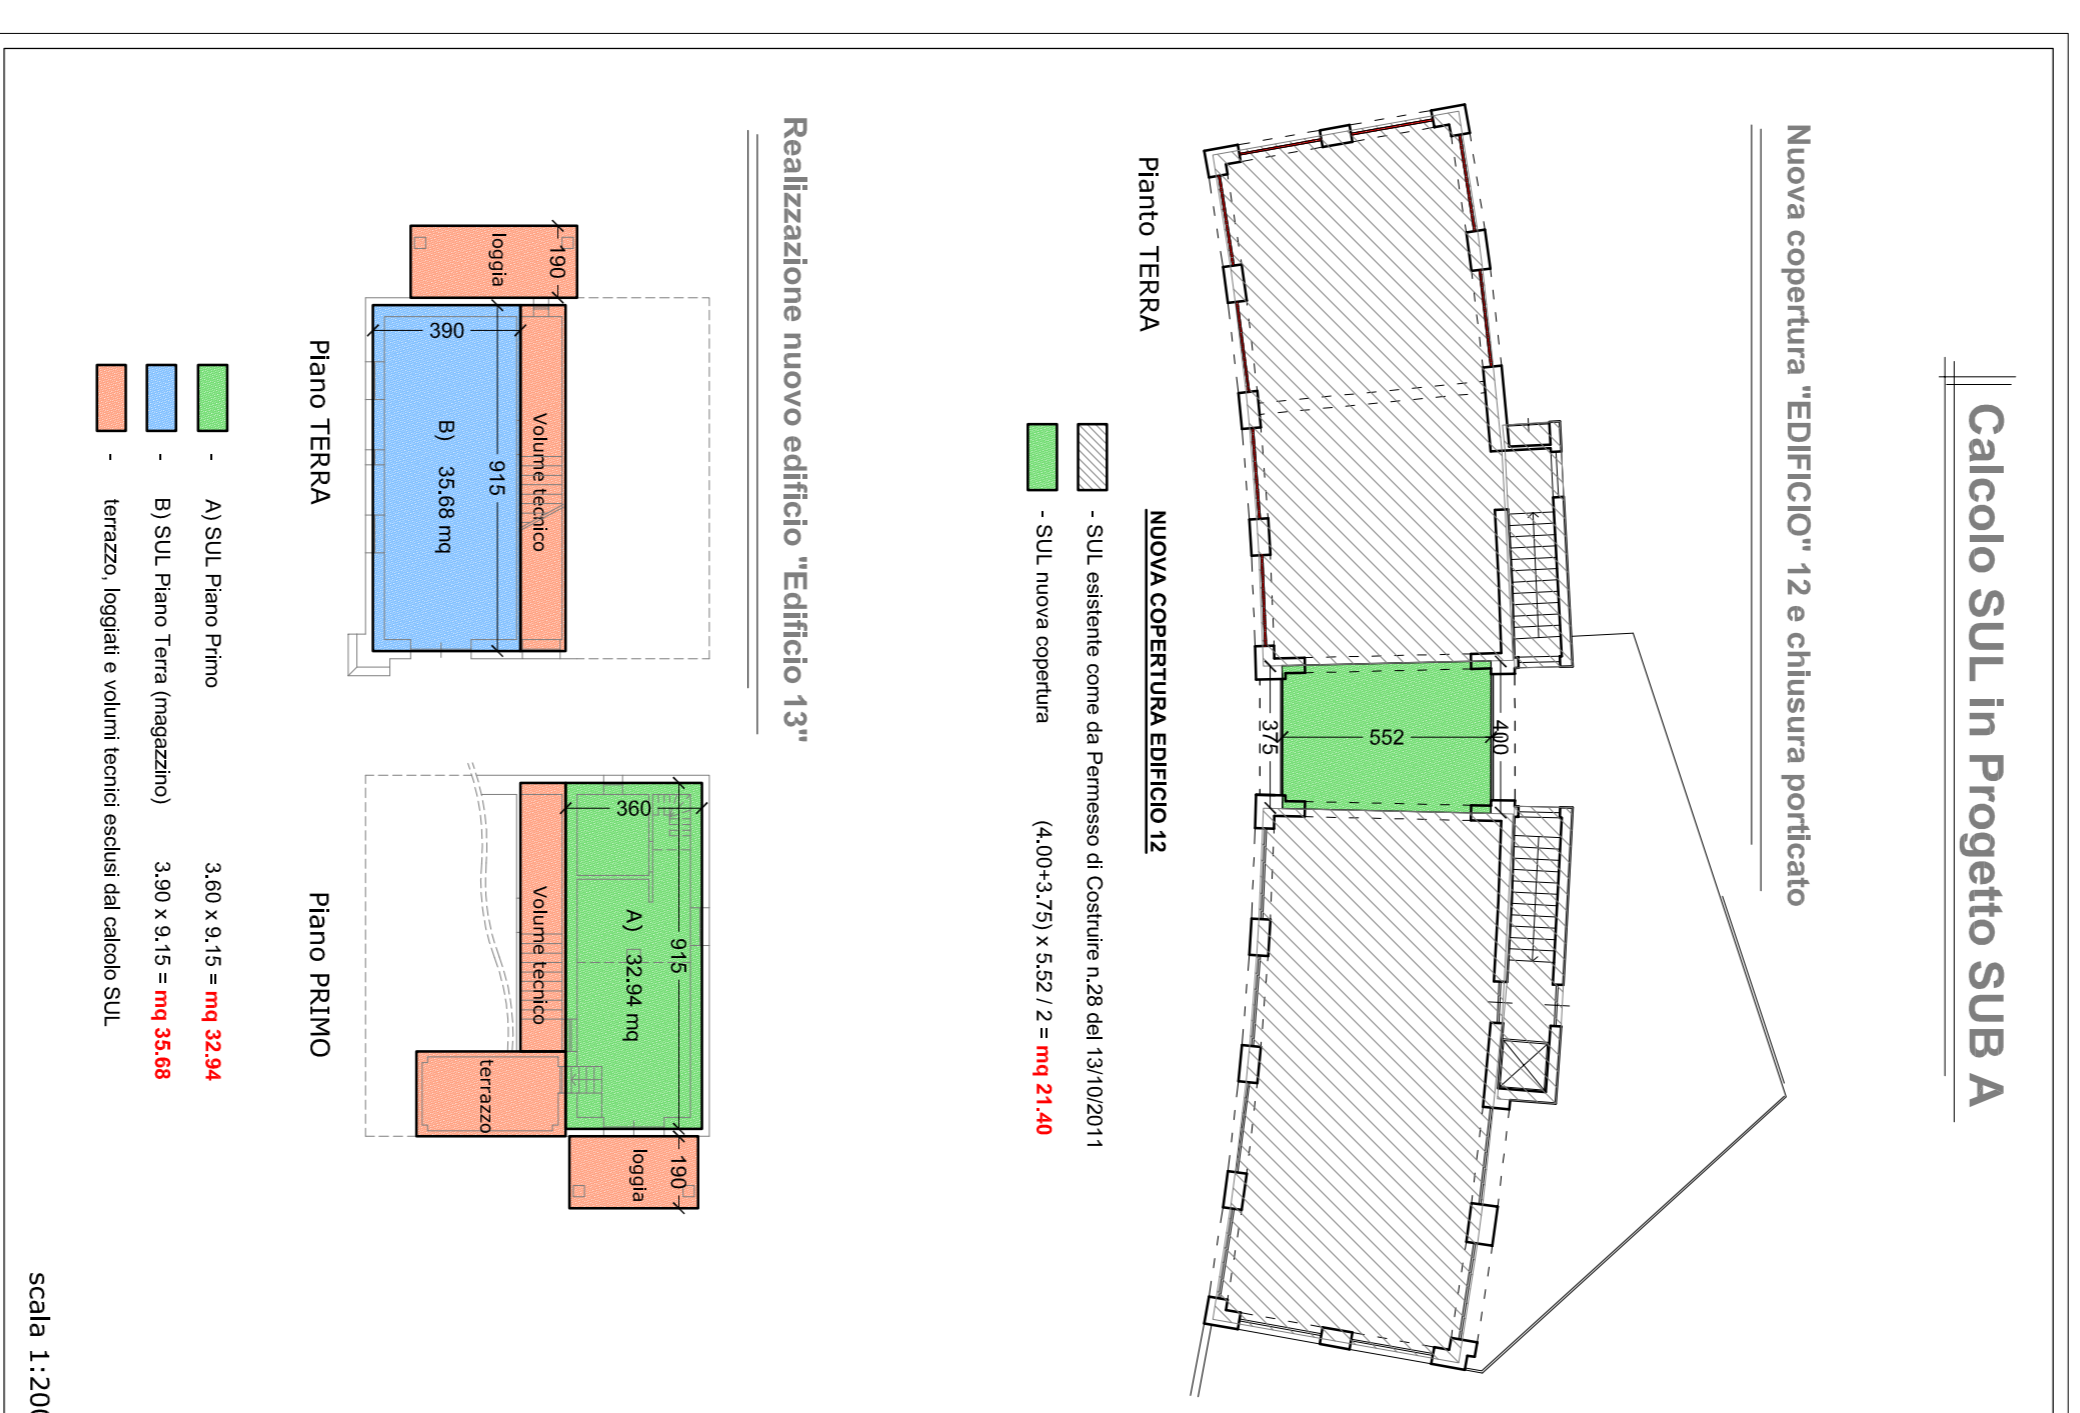 Calcolo SUL in Progetto SUB A
Nuova copertura "EDIFICIO" 12 e chiusura porticato
400
552
375
Pianto TERRA
NUOVA COPERTURA EDIFICIO 12
- SUL esistente come da Permesso di Costruire n.28 del 13/10/2011
- SUL nuova copertura (4.00+3.75) x 5.52 / 2 = mq 21.40
Realizzazione nuovo edificio "Edificio 13"
190
loggia
Volume tecnico
915
390
B) 35.68 mq
Piano TERRA
915
360
A) 32.94 mq
190
loggia
Volume tecnico
terrazzo
Piano PRIMO
- A) SUL Piano Primo 3.60 x 9.15 = mq 32.94
- B) SUL Piano Terra (magazzino) 3.90 x 9.15 = mq 35.68
- terrazzo, loggiati e volumi tecnici esclusi dal calcolo SUL
scala 1:200